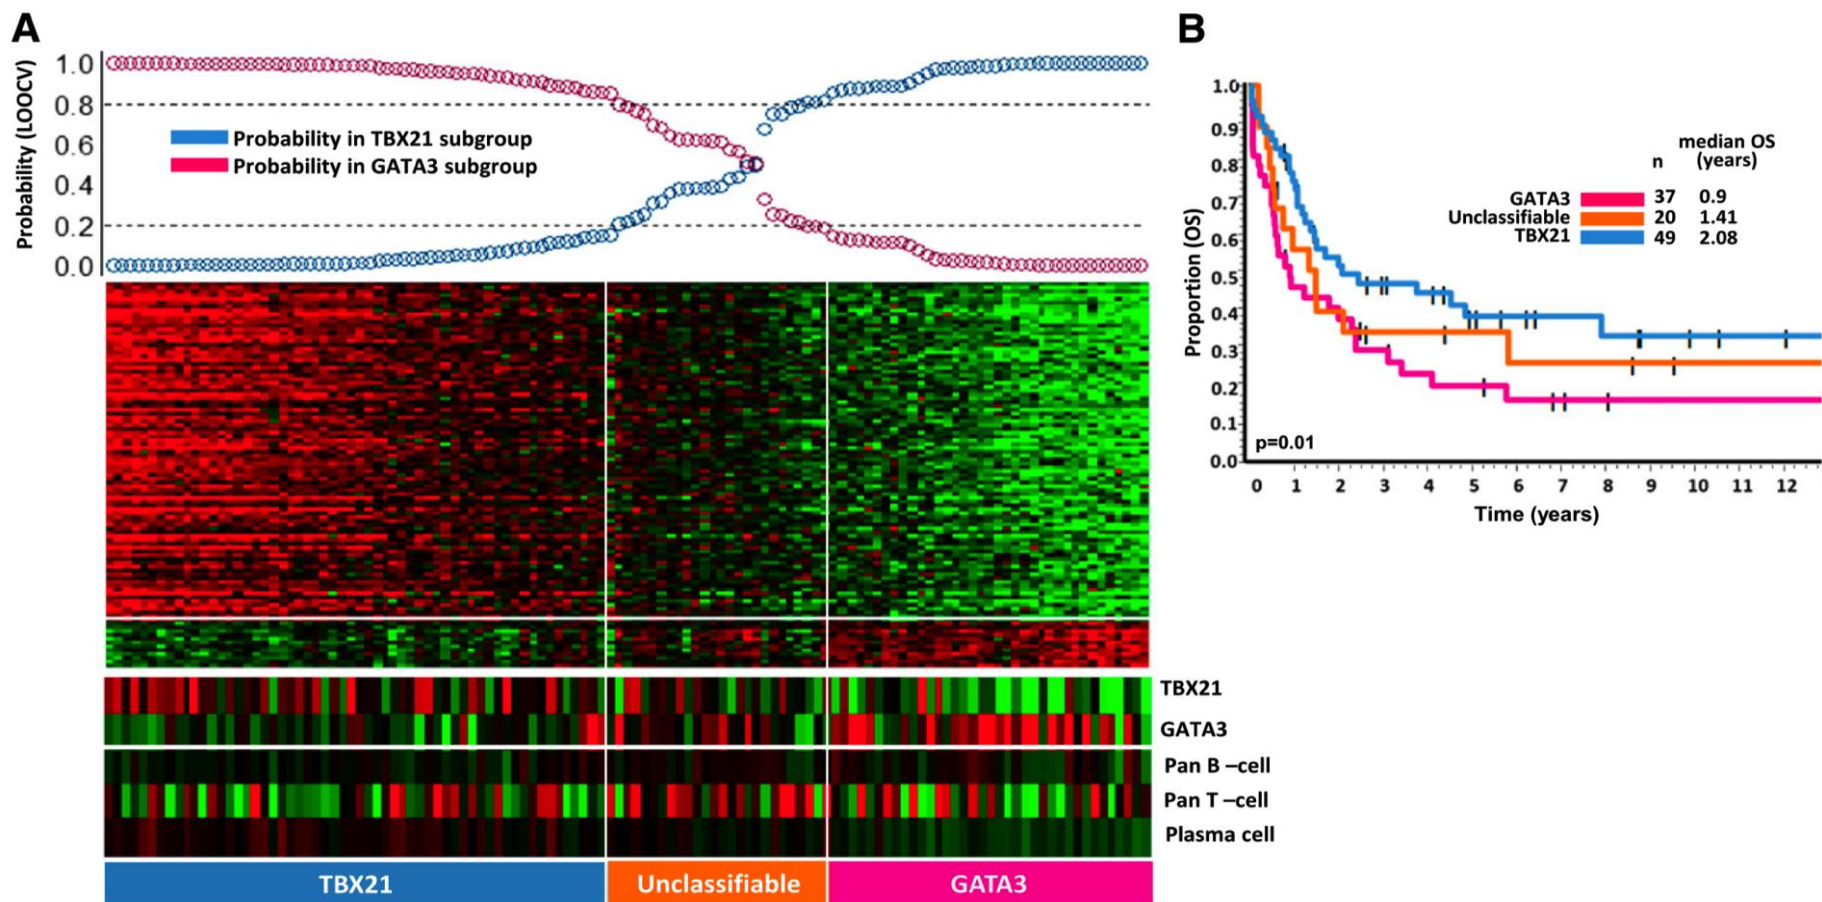 A
Probability (LOOCV)
1.0
0.8
0.6
0.4
0.2
0.0
Probability in TBX21 subgroup
Probability in GATA3 subgroup
TBX21
GATA3
Pan B –cell
Pan T –cell
Plasma cell
TBX21 Unclassifiable GATA3
B
Proportion (OS)
1.0
0.9
0.8
0.7
0.6
0.5
0.4
0.3
0.2
0.1
0.0
n median OS (years)
GATA3 37 0.9
Unclassifiable 20 1.41
TBX21 49 2.08
p=0.01
0 1 2 3 4 5 6 7 8 9 10 11 12
Time (years)